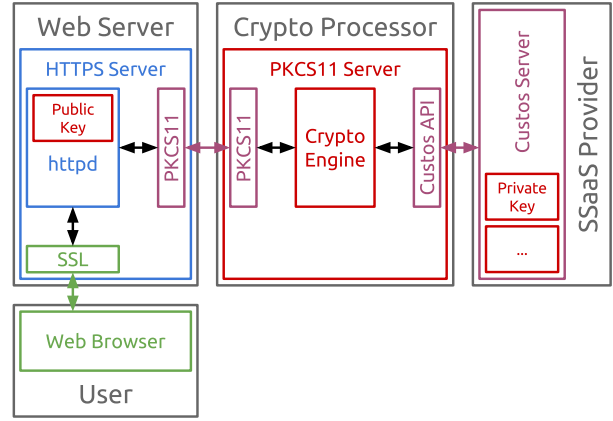 Web Server
HTTPS Server
Public
Key
httpd
PKCS11
SSL
Web Browser
User
Crypto Processor
PKCS11 Server
PKCS11
Crypto
Engine
Custos API
Custos Server
Private
Key
...
SSaaS Provider